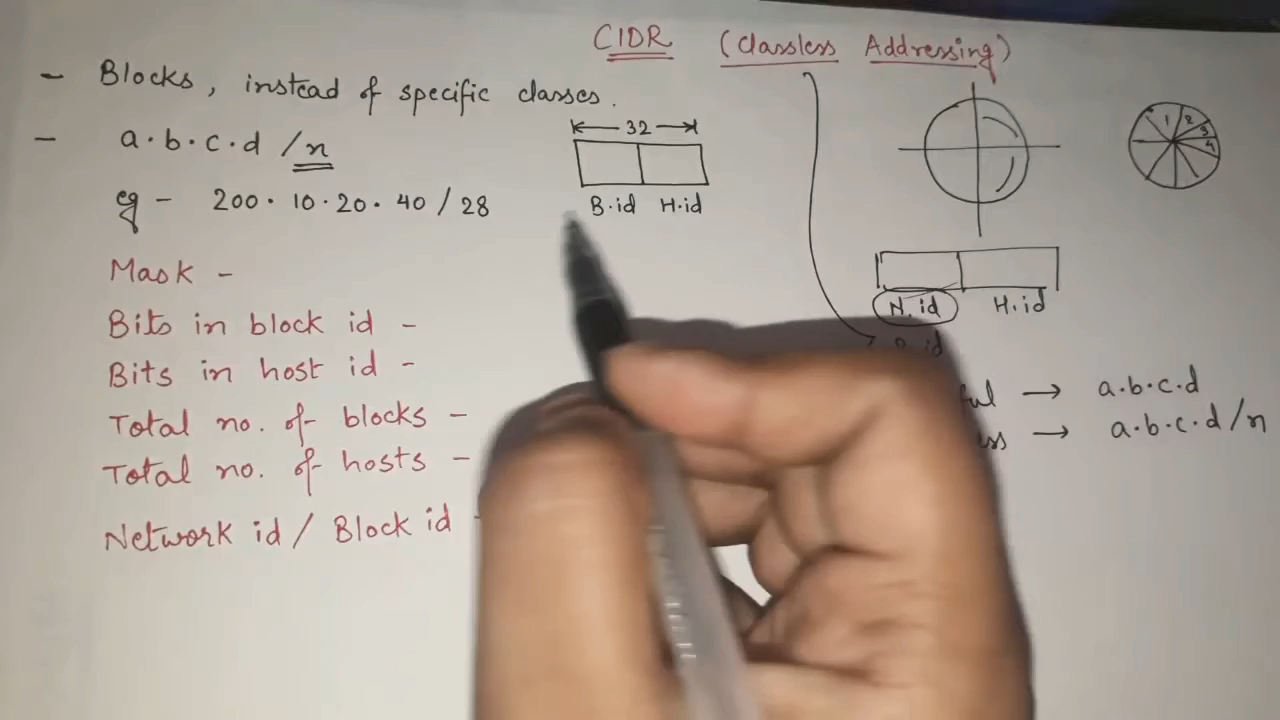 CIDR (Classless Addressing)
- Blocks, instead of specific classes.
- a.b.c.d /n
eg - 200.10.20.40 / 28
Mask -
Bits in block id -
Bits in host id -
Total no. of blocks -
Total no. of hosts -
Network id / Block id -
32
B.id H.id
1 2 3 4
N.id H.id
→ a.b.c.d
→ a.b.c.d/n